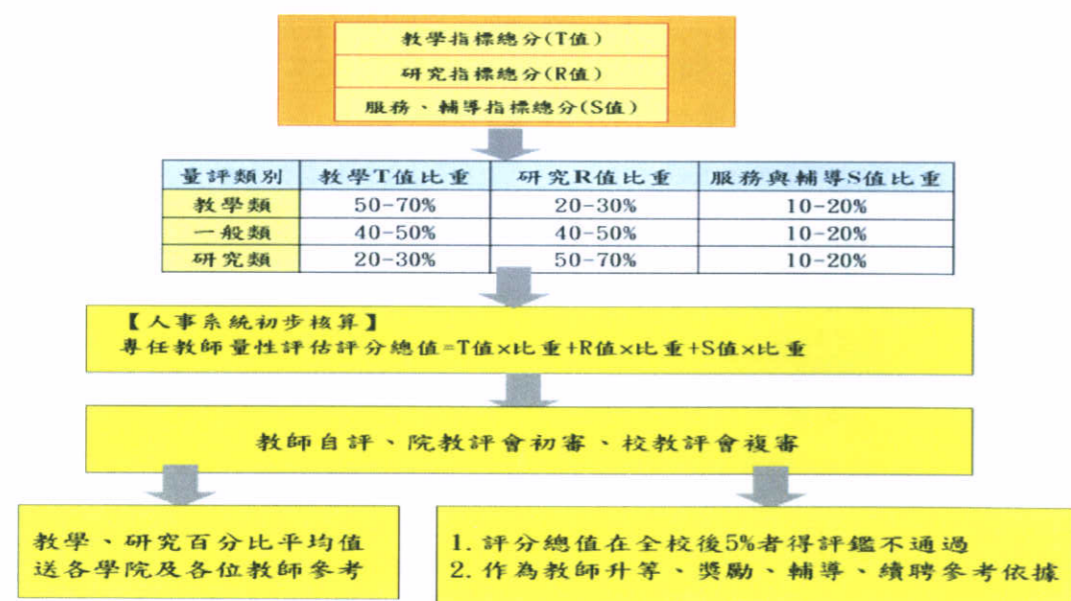 教學指標總分(T值)
研究指標總分(R值)
服務、輔導指標總分(S值)
量評類別 教學T值比重 研究R值比重 服務與輔導S值比重
教學類 50-70% 20-30% 10-20%
一般類 40-50% 40-50% 10-20%
研究類 20-30% 50-70% 10-20%
【人事系統初步核算】
專任教師量性評估評分總值=T值×比重+R值×比重+S值×比重
教師自評、院教評會初審、校教評會複審
教學、研究百分比平均值
送各學院及各位教師參考
1. 評分總值在全校後5%者得評鑑不通過
2. 作為教師升等、獎勵、輔導、續聘參考依據